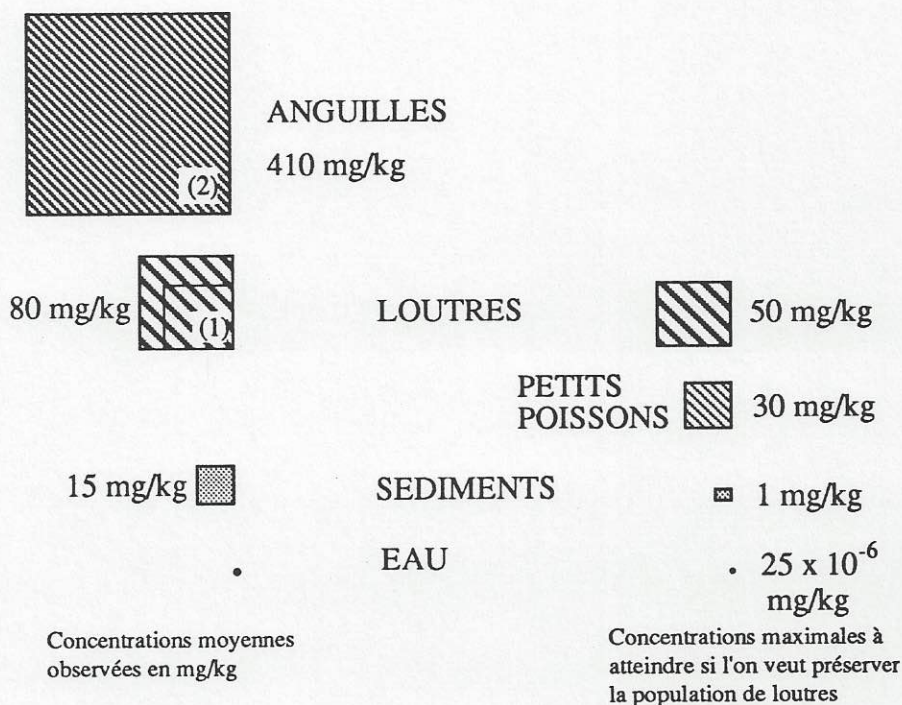 ANGUILLES
410 mg/kg
(2)
80 mg/kg
(1)
LOUTRES
50 mg/kg
PETITS
POISSONS
30 mg/kg
15 mg/kg
SEDIMENTS
1 mg/kg
EAU
25 x 10⁻⁶
mg/kg
Concentrations moyennes
observées en mg/kg
Concentrations maximales à
atteindre si l'on veut préserver
la population de loutres